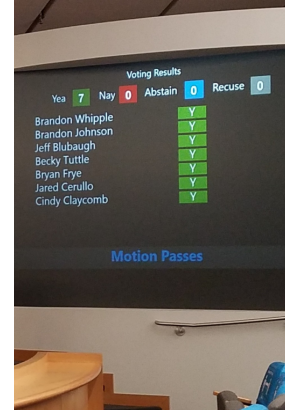 Voting Results
Yea 7 Nay 0 Abstain 0 Recuse 0
Brandon Whipple Y
Brandon Johnson Y
Jeff Blubaugh Y
Becky Tuttle Y
Bryan Frye Y
Jared Cerullo Y
Cindy Claycomb Y
Motion Passes